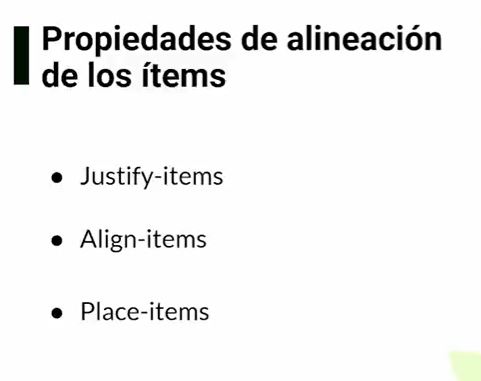 Propiedades de alineación
de los ítems
● Justify-items
● Align-items
● Place-items